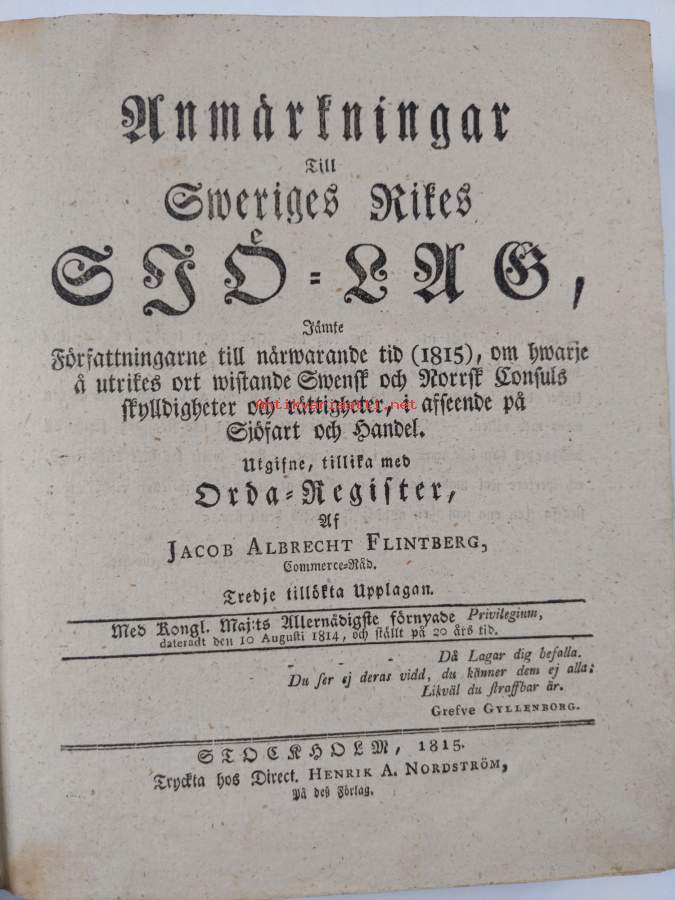 Anmärkningar
Till
Sweriges Rikes
SJÖ-LAG,
Jämte
Författningarne till närwarande tid (1815), om hwarje
å utrikes ort wistande Swensk och Norrsk Consuls
skylldigheter och rättigheter, i afseende på
Sjöfart och Handel.
Utgifne, tillika med
Orda-Register,
Af
JACOB ALBRECHT FLINTBERG,
Commerce-Råd.
Tredje tillökta Upplagan.
Med Kongl. Maj:ts Allernådigste förnyade Privilegium,
dateradt den 10 Augusti 1814, och ställt på 20 års tid.
- - - Då Lagar dig befalla.
Du ser ej deras vidd, du känner dem ej alla;
Likväl du straffbar är.
Grefve GYLLENBORG.
STOCKHOLM, 1815.
Tryckta hos Direct. HENRIK A. NORDSTRÖM,
På deß Förlag.